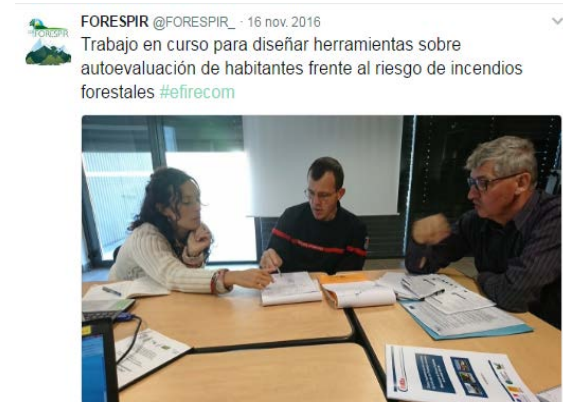 FORESPIR @FORESPIR_ · 16 nov. 2016
Trabajo en curso para diseñar herramientas sobre
autoevaluación de habitantes frente al riesgo de incendios
forestales #efirecom